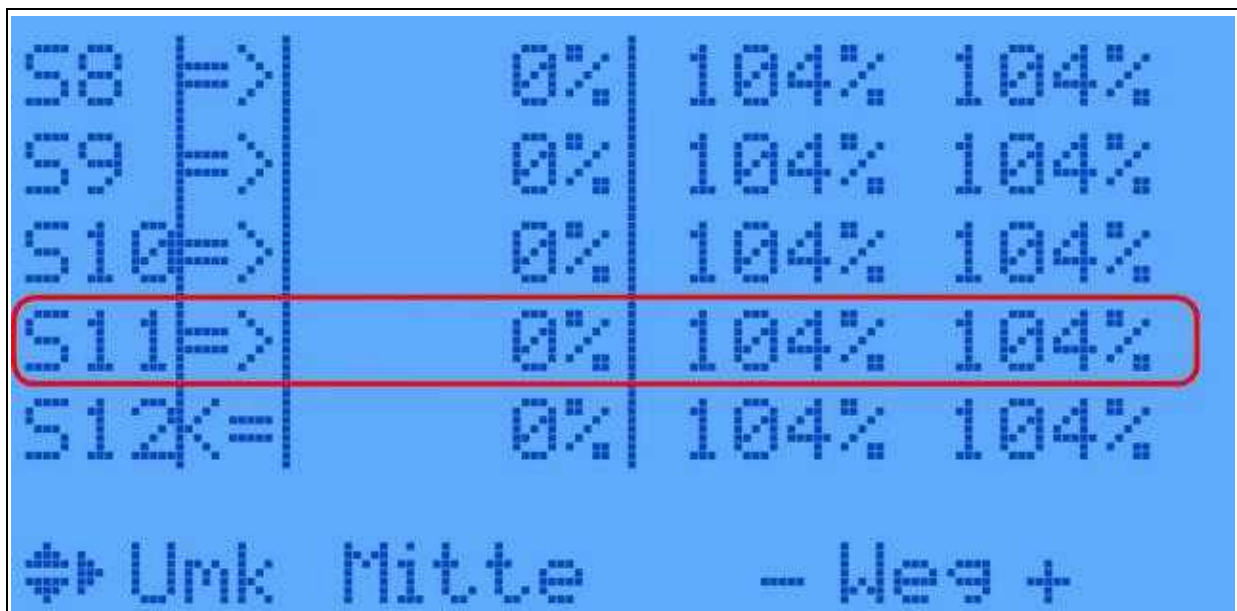 S8 => 0% 104% 104%
S9 => 0% 104% 104%
S10=> 0% 104% 104%
S11=> 0% 104% 104%
S12<= 0% 104% 104%
Umk Mitte - Weg +